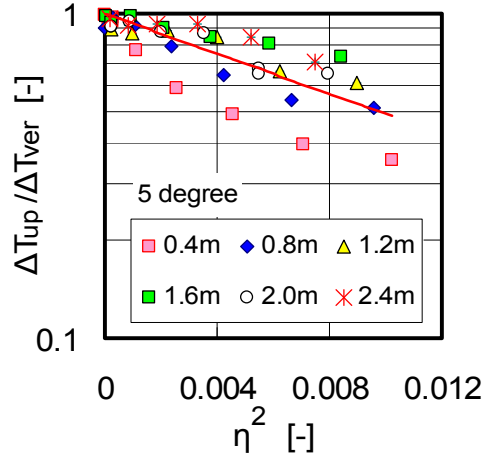 1
ΔTup/ΔTver [-]
5 degree
0.4m 0.8m 1.2m
1.6m 2.0m 2.4m
0.1
0 0.004 0.008 0.012
η² [-]